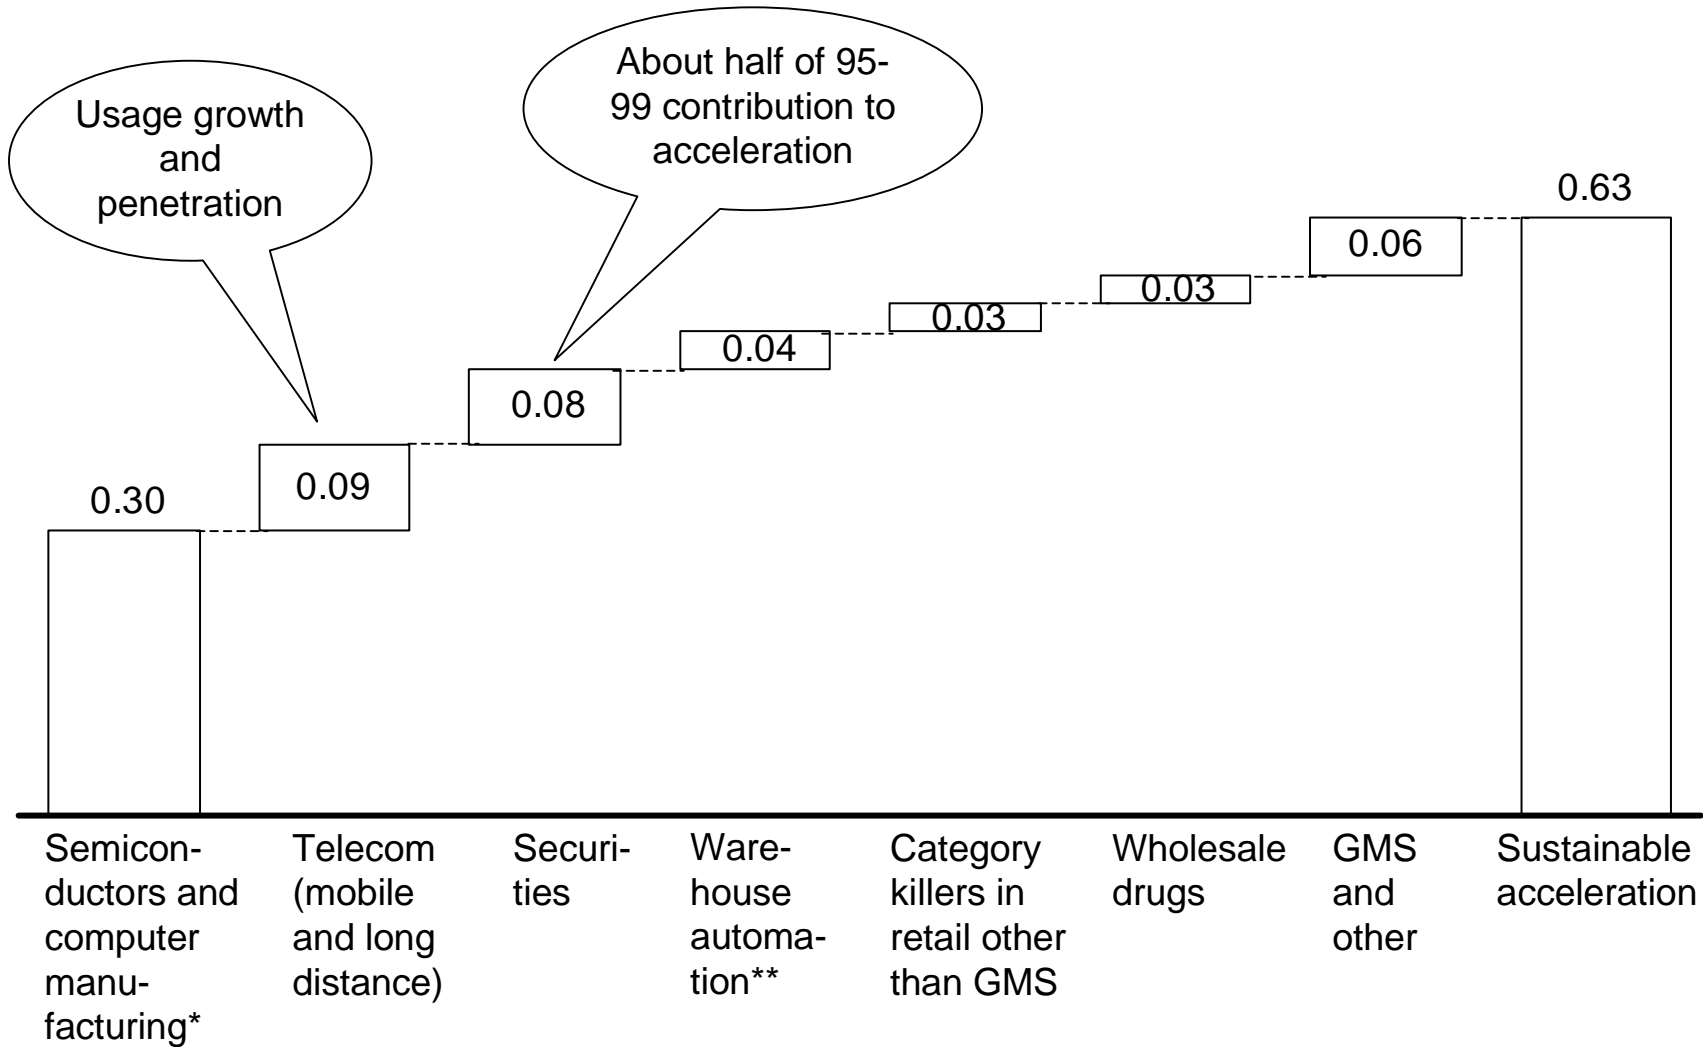 Usage growth
and
penetration
About half of 95-
99 contribution to
acceleration
0.30
0.09
0.08
0.04
0.03
0.03
0.06
0.63
Semicon-
ductors and
computer
manu-
facturing*
Telecom
(mobile
and long
distance)
Securi-
ties
Ware-
house
automa-
tion**
Category
killers in
retail other
than GMS
Wholesale
drugs
GMS
and
other
Sustainable
acceleration